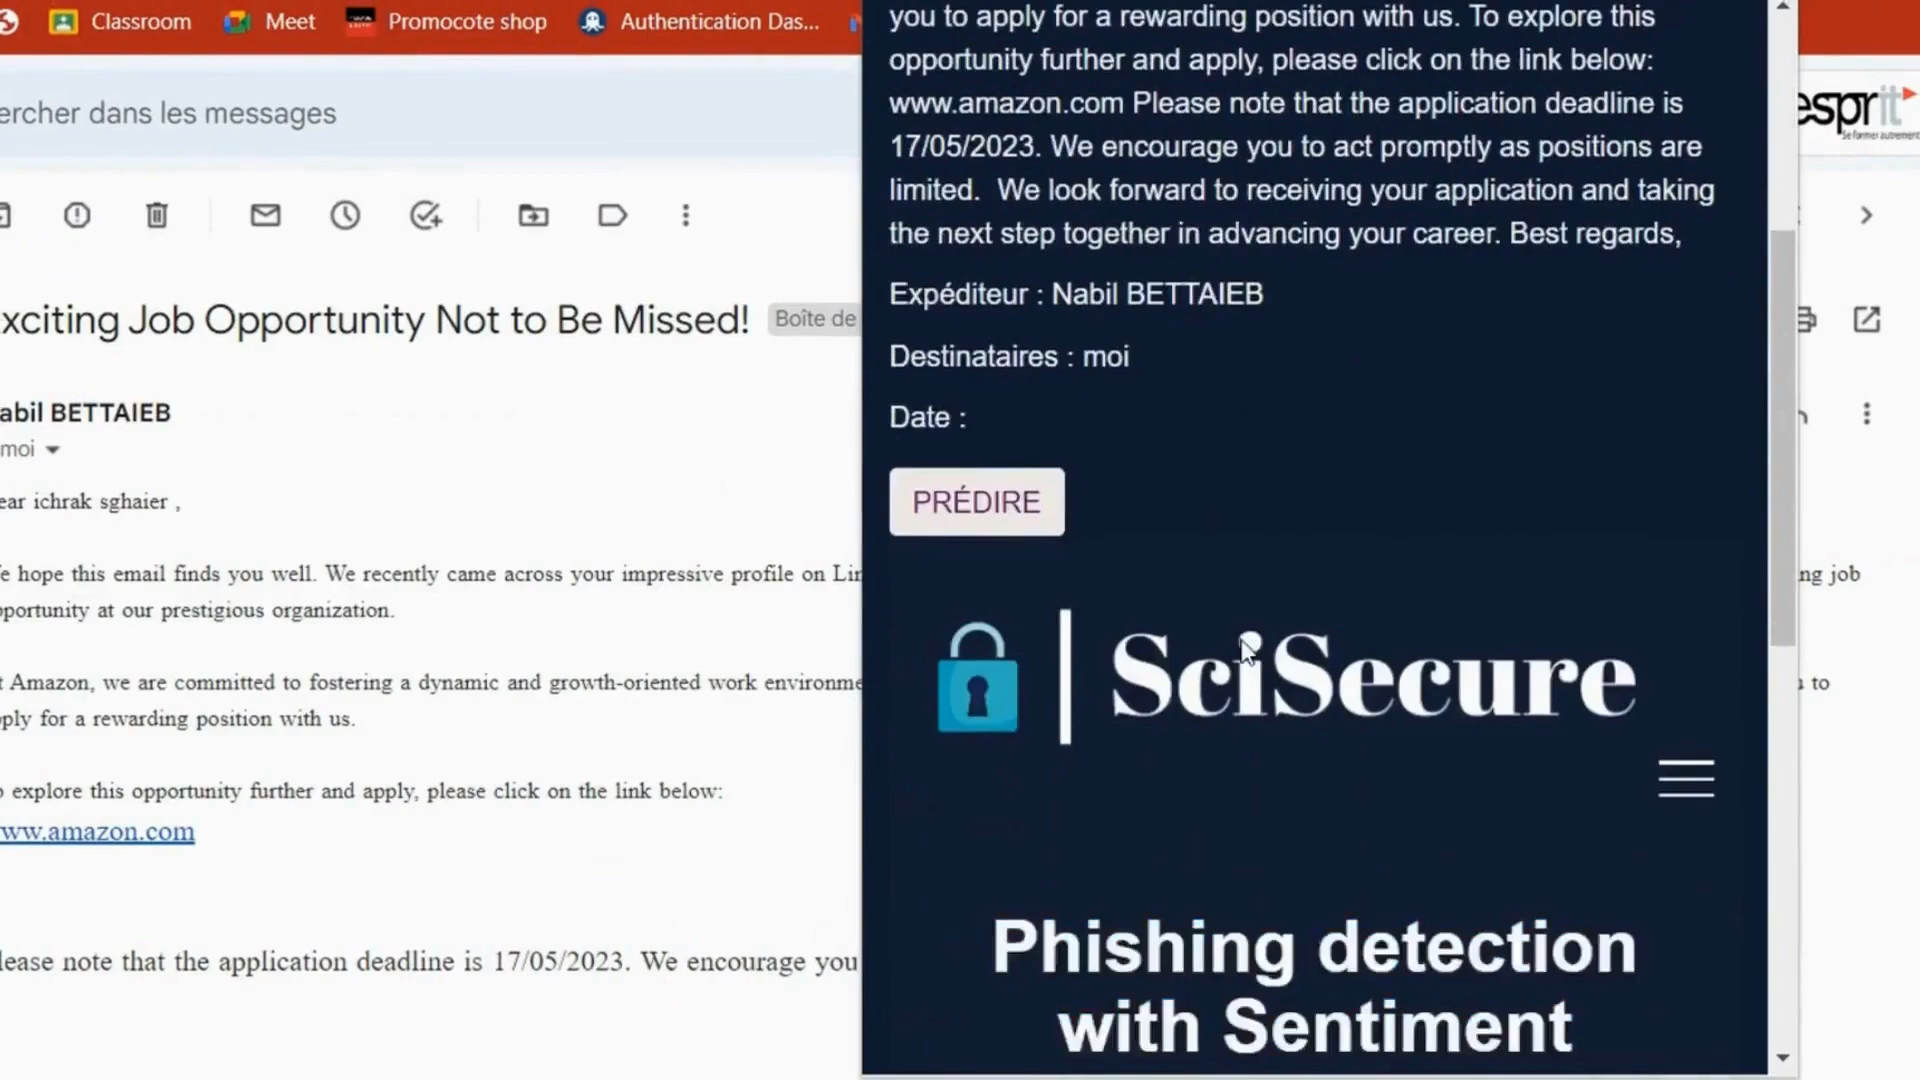 Classroom Meet Promocote shop Authentication Das...
ercher dans les messages
xciting Job Opportunity Not to Be Missed! Boîte de
abil BETTAIEB
moi
ear ichrak sghaier ,
e hope this email finds you well. We recently came across your impressive profile on Lin
pportunity at our prestigious organization.
t Amazon, we are committed to fostering a dynamic and growth-oriented work environme
ply for a rewarding position with us.
o explore this opportunity further and apply, please click on the link below:
ww.amazon.com
lease note that the application deadline is 17/05/2023. We encourage you
you to apply for a rewarding position with us. To explore this
opportunity further and apply, please click on the link below:
www.amazon.com Please note that the application deadline is
17/05/2023. We encourage you to act promptly as positions are
limited. We look forward to receiving your application and taking
the next step together in advancing your career. Best regards,
Expéditeur : Nabil BETTAIEB
Destinataires : moi
Date :
PRÉDIRE
SciSecure
Phishing detection
with Sentiment
esprit
Se former autrement
ng job
to